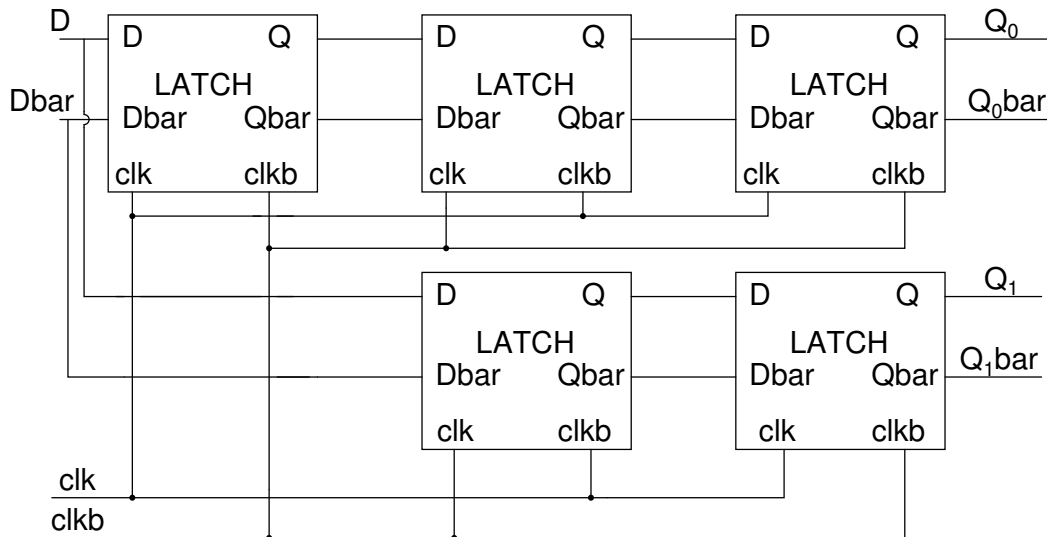 D
D Q
D Q
D Q
Q₀
LATCH
LATCH
LATCH
Dbar
Dbar Qbar
Dbar Qbar
Dbar Qbar
Q₀bar
clk clkb
clk clkb
clk clkb
D Q
D Q
Q₁
LATCH
LATCH
Dbar Qbar
Dbar Qbar
Q₁bar
clk clkb
clk clkb
clk
clkb